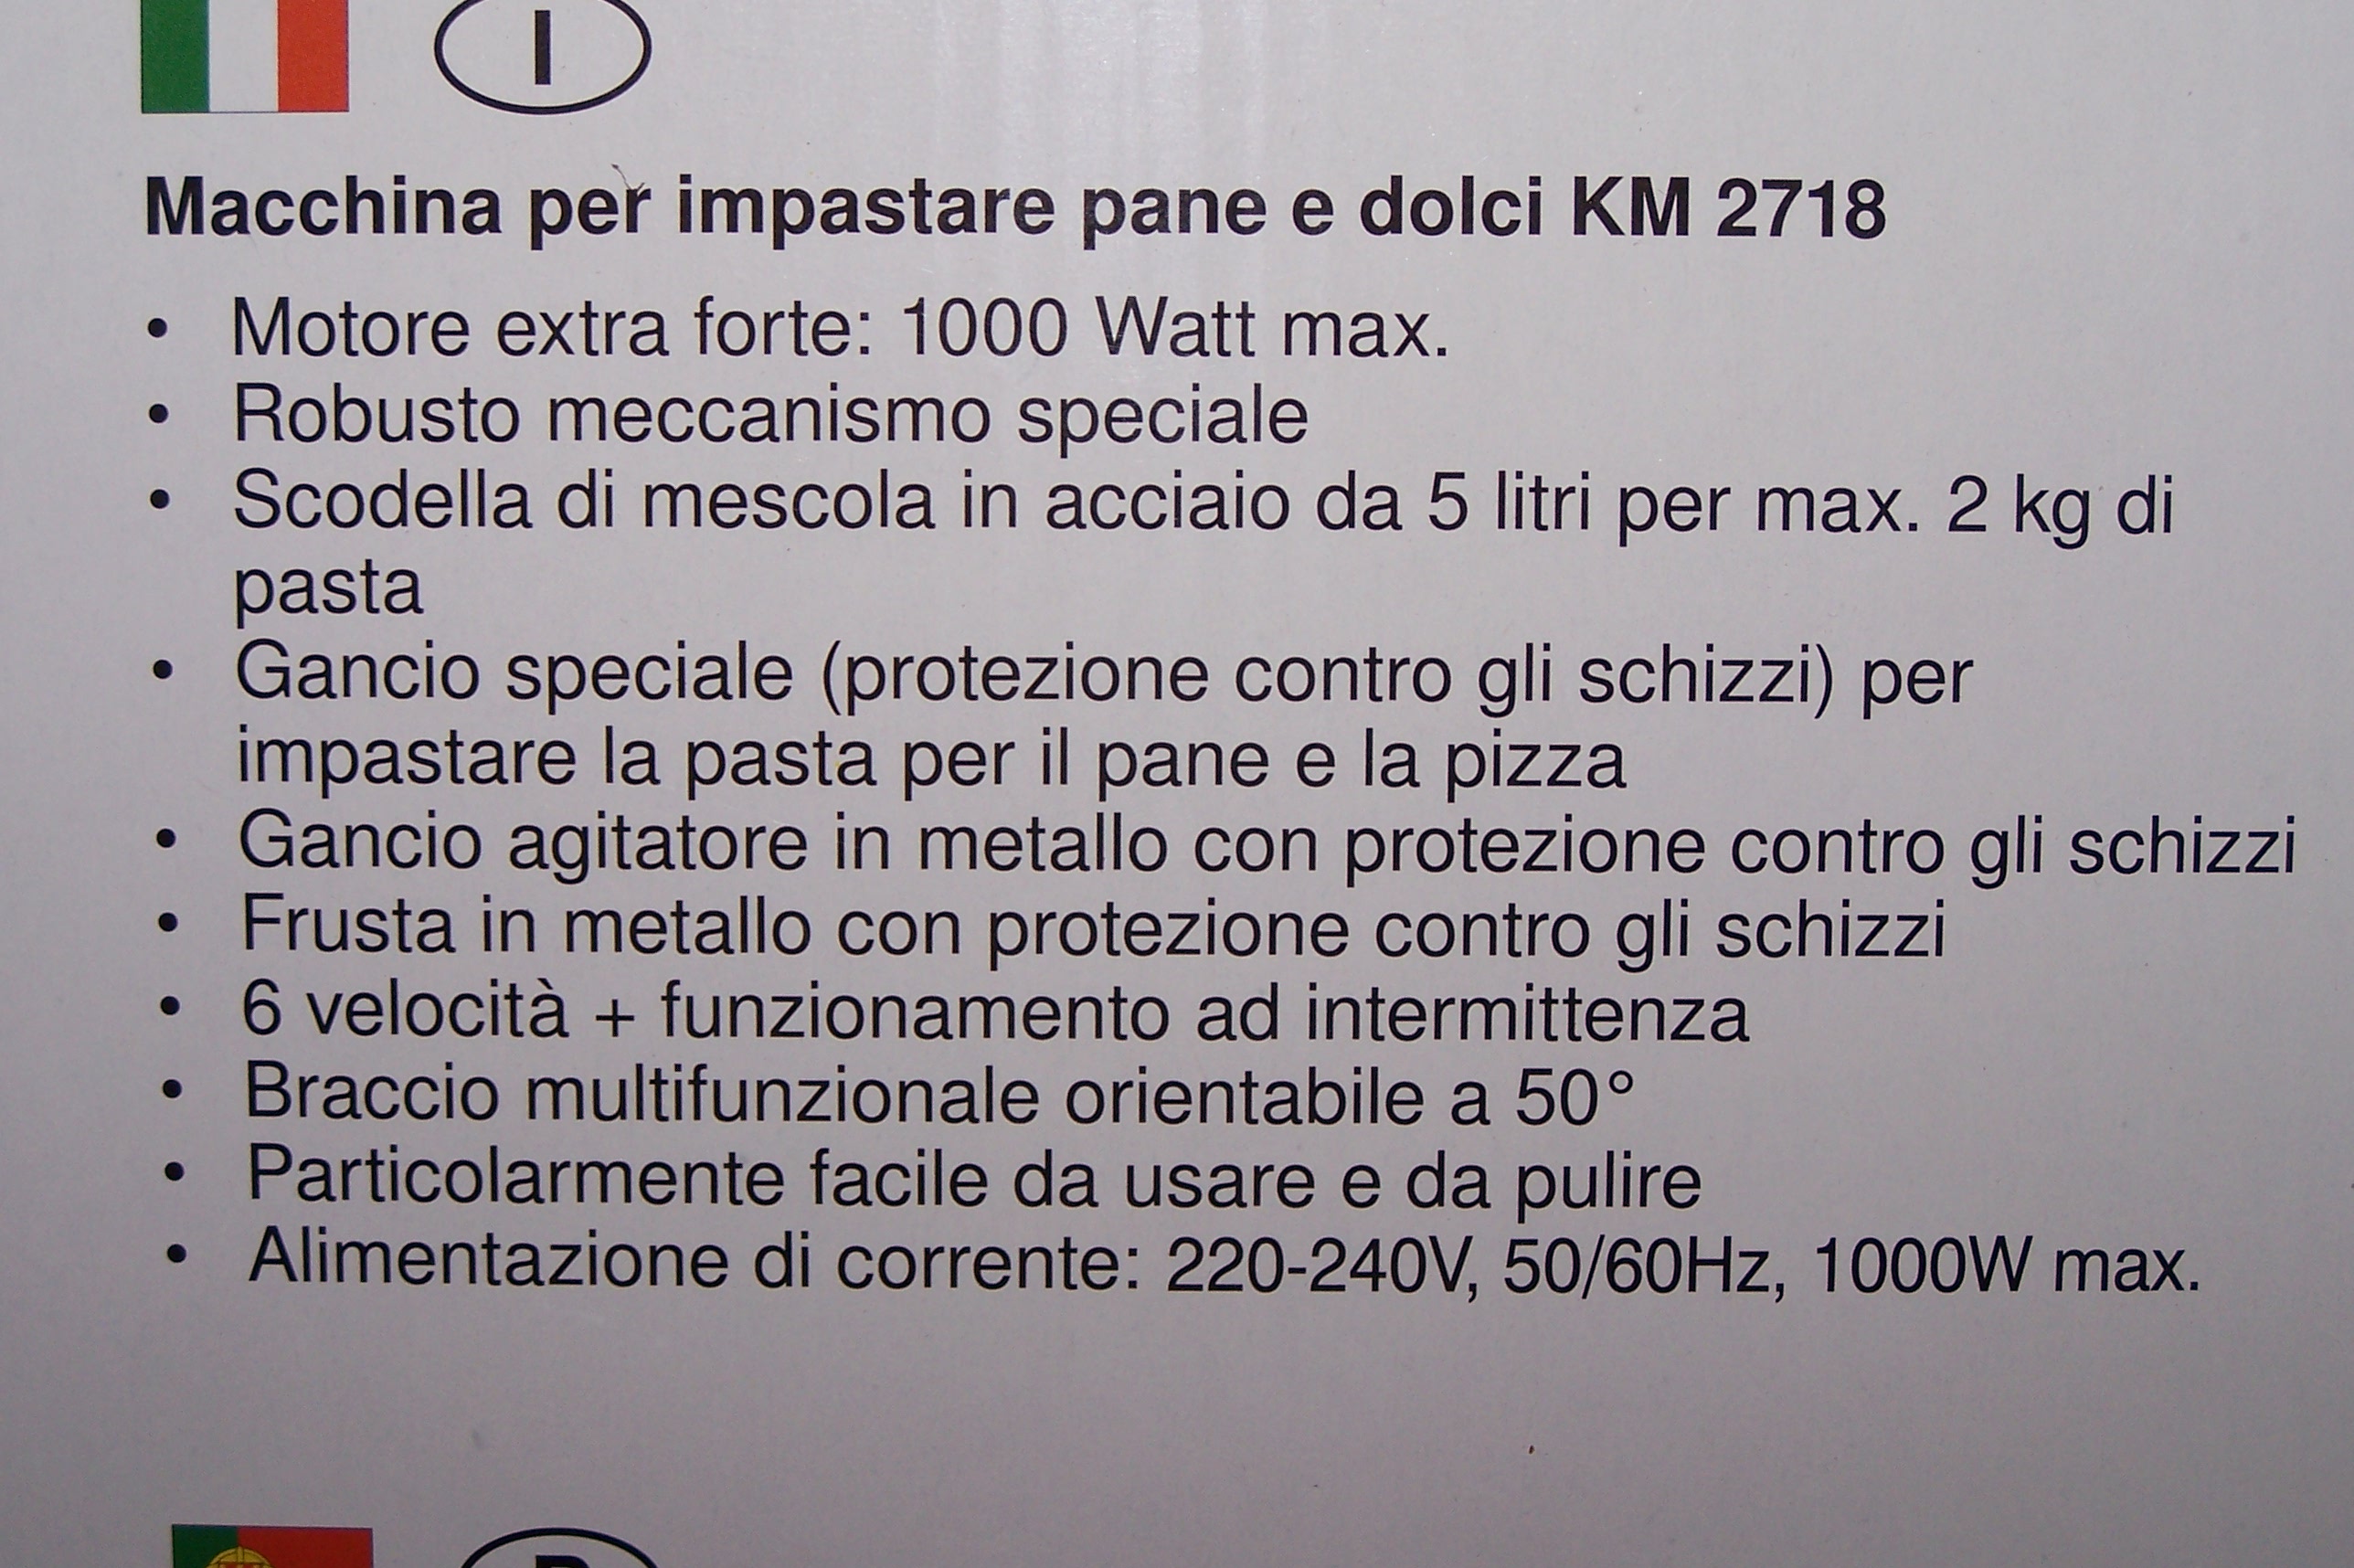 I
Macchina per impastare pane e dolci KM 2718
• Motore extra forte: 1000 Watt max.
• Robusto meccanismo speciale
• Scodella di mescola in acciaio da 5 litri per max. 2 kg di
pasta
• Gancio speciale (protezione contro gli schizzi) per
impastare la pasta per il pane e la pizza
• Gancio agitatore in metallo con protezione contro gli schizzi
• Frusta in metallo con protezione contro gli schizzi
• 6 velocità + funzionamento ad intermittenza
• Braccio multifunzionale orientabile a 50°
• Particolarmente facile da usare e da pulire
• Alimentazione di corrente: 220-240V, 50/60Hz, 1000W max.